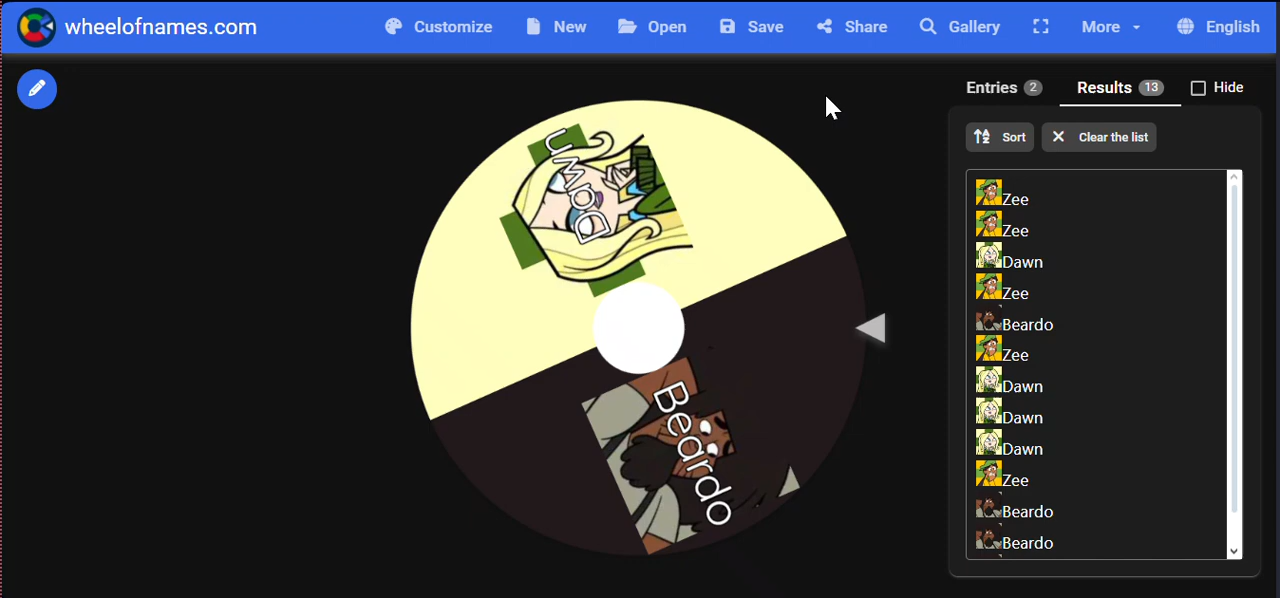 wheelofnames.com Customize New Open Save Share Gallery More English
Entries 2 Results 13 Hide
Sort Clear the list
Zee
Zee
Dawn
Zee
Beardo
Zee
Dawn
Dawn
Dawn
Zee
Beardo
Beardo
Dawn
Beardo